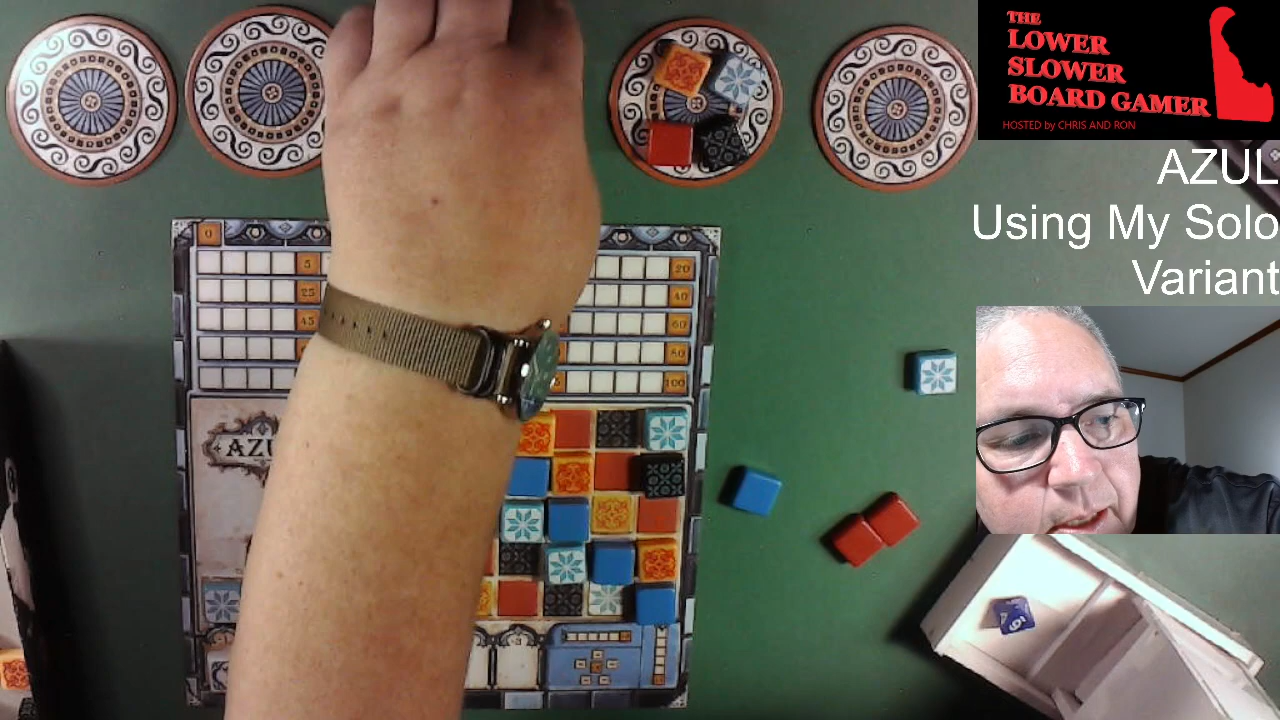 THE
LOWER
SLOWER
BOARD GAMER
HOSTED by CHRIS AND RON
AZUL
Using My Solo
Variant
0
5
20
25
40
45
60
80
100
AZU